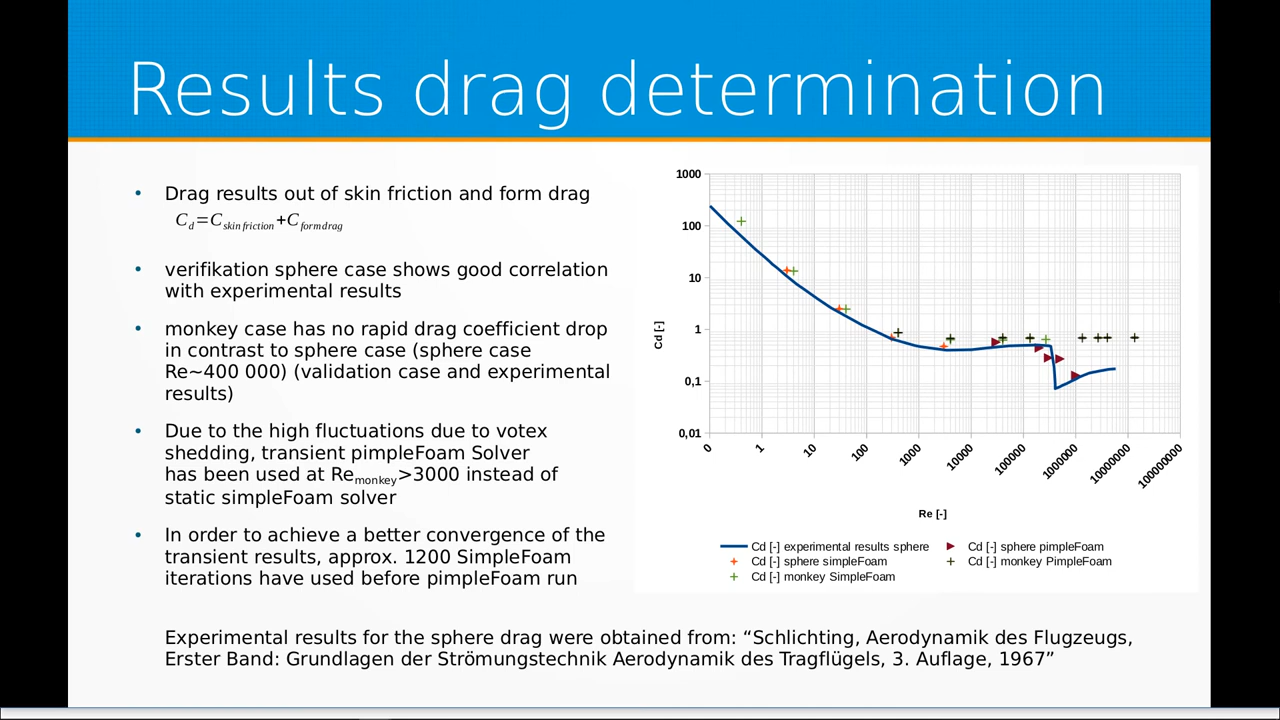 Results drag determination
• Drag results out of skin friction and form drag
C_d=C_skin friction+C_form drag
• verifikation sphere case shows good correlation
with experimental results
• monkey case has no rapid drag coefficient drop
in contrast to sphere case (sphere case
Re~400 000) (validation case and experimental
results)
• Due to the high fluctuations due to votex
shedding, transient pimpleFoam Solver
has been used at Re_monkey>3000 instead of
static simpleFoam solver
• In order to achieve a better convergence of the
transient results, approx. 1200 SimpleFoam
iterations have used before pimpleFoam run
1000
100
10
1
0,1
0,01
Cd [-]
0 1 10 100 1000 10000 100000 1000000 10000000 100000000
Re [-]
Cd [-] experimental results sphere Cd [-] sphere pimpleFoam
Cd [-] sphere simpleFoam Cd [-] monkey PimpleFoam
Cd [-] monkey SimpleFoam
Experimental results for the sphere drag were obtained from: “Schlichting, Aerodynamik des Flugzeugs,
Erster Band: Grundlagen der Strömungstechnik Aerodynamik des Tragflügels, 3. Auflage, 1967”